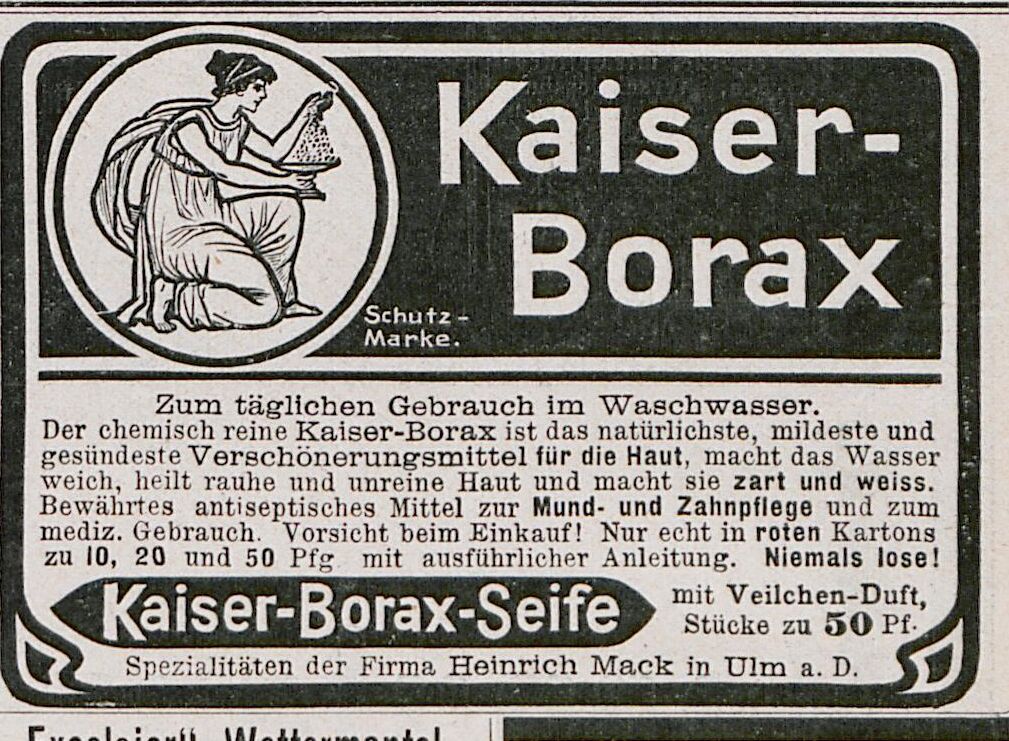 Kaiser-
Borax
Schutz-
Marke.
Zum täglichen Gebrauch im Waschwasser.
Der chemisch reine Kaiser-Borax ist das natürlichste, mildeste und
gesündeste Verschönerungsmittel für die Haut, macht das Wasser
weich, heilt rauhe und unreine Haut und macht sie zart und weiss.
Bewährtes antiseptisches Mittel zur Mund- und Zahnpflege und zum
mediz. Gebrauch. Vorsicht beim Einkauf! Nur echt in roten Kartons
zu 10, 20 und 50 Pfg mit ausführlicher Anleitung. Niemals lose!
Kaiser-Borax-Seife
mit Veilchen-Duft,
Stücke zu 50 Pf.
Spezialitäten der Firma Heinrich Mack in Ulm a. D.